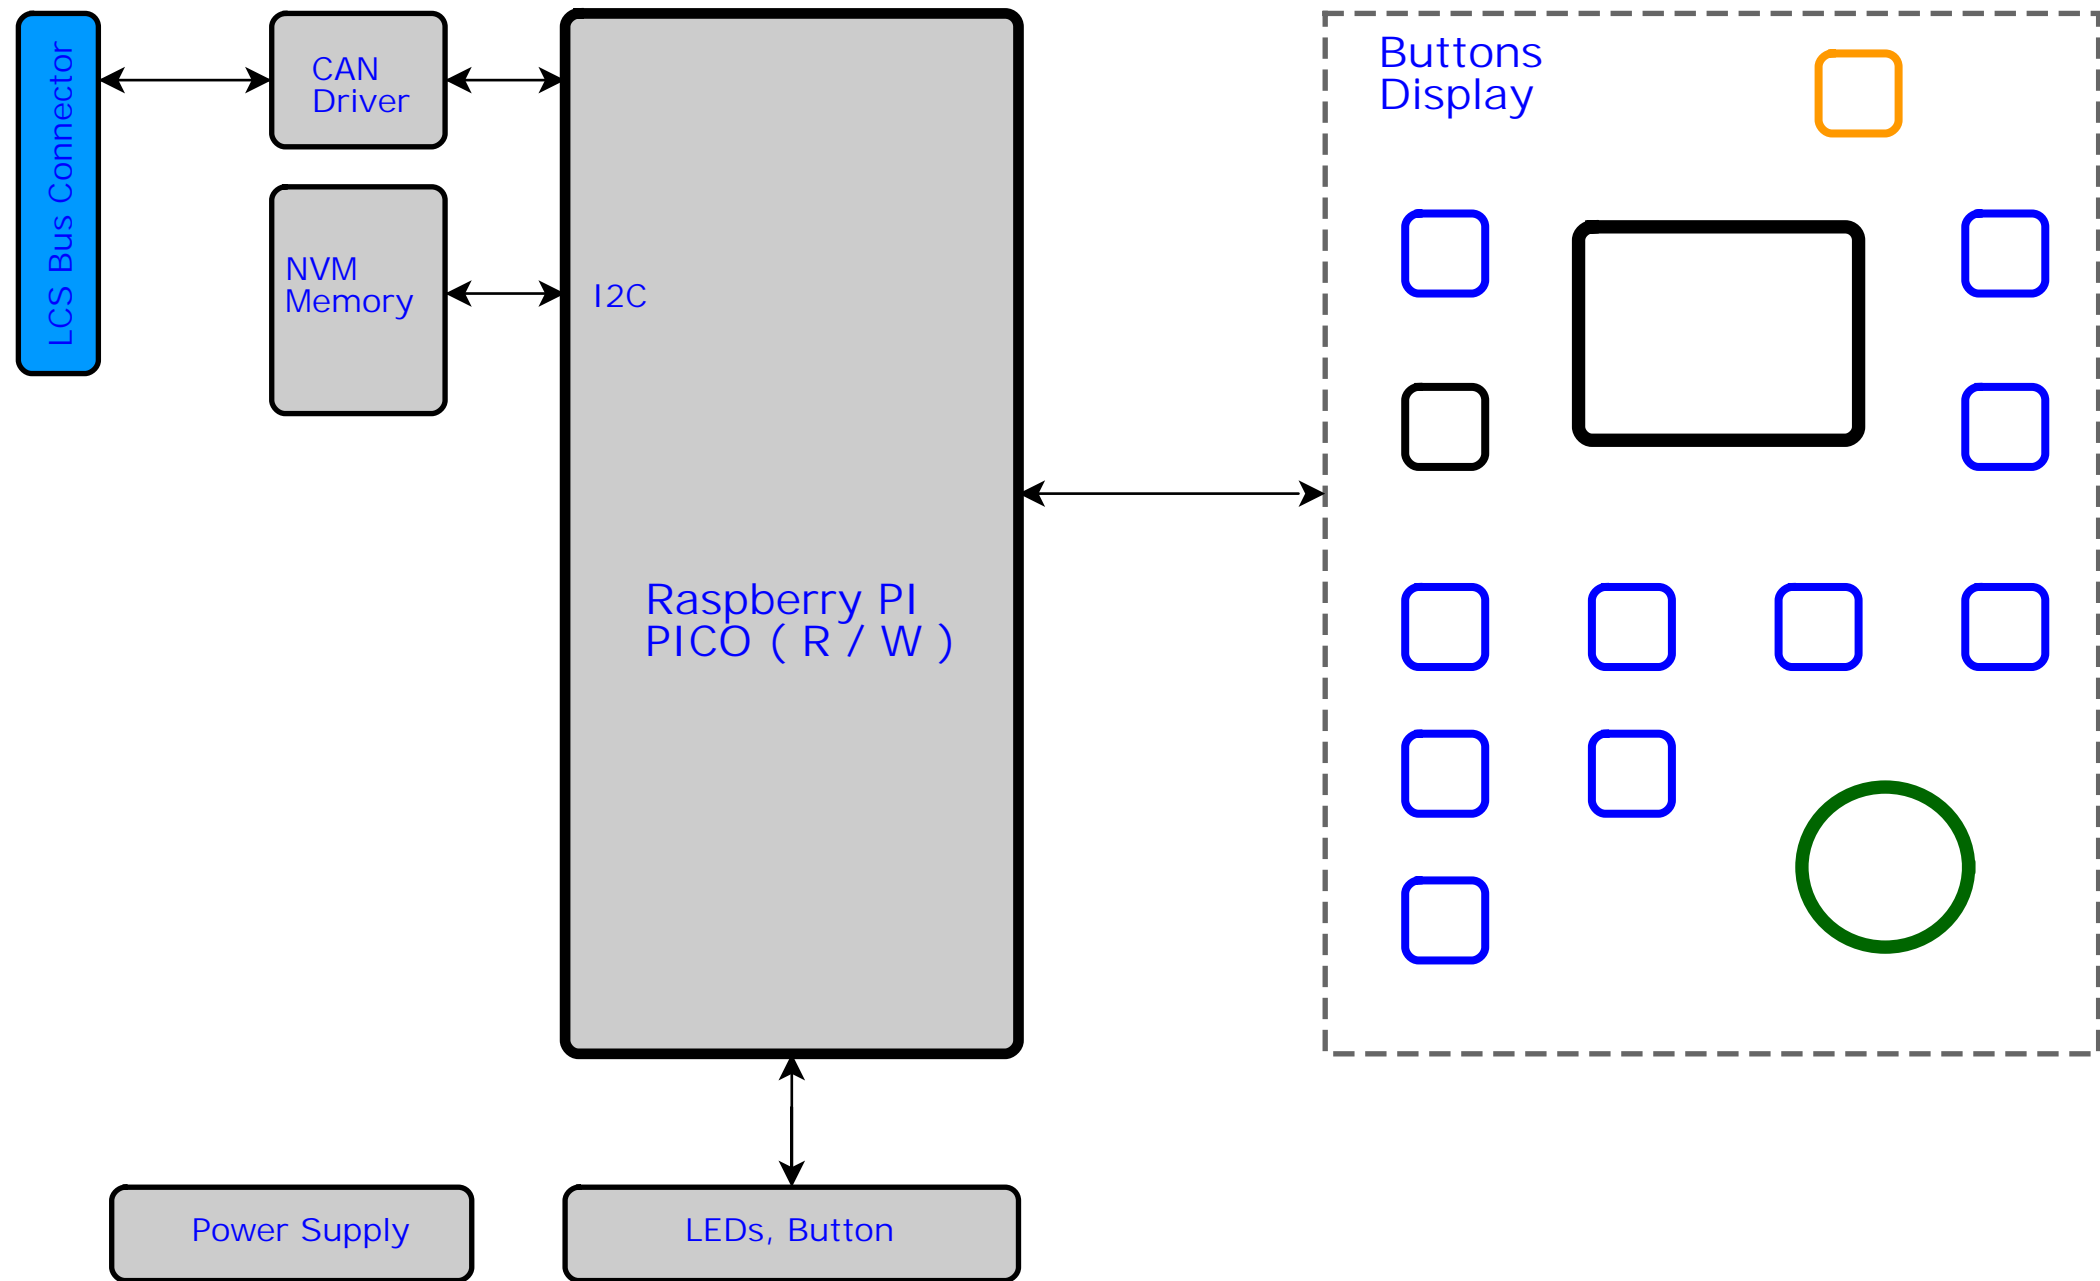 LCS Bus Connector
CAN
Driver
NVM
Memory
I2C
Raspberry PI
PICO ( R / W )
Buttons
Display
Power Supply
LEDs, Button